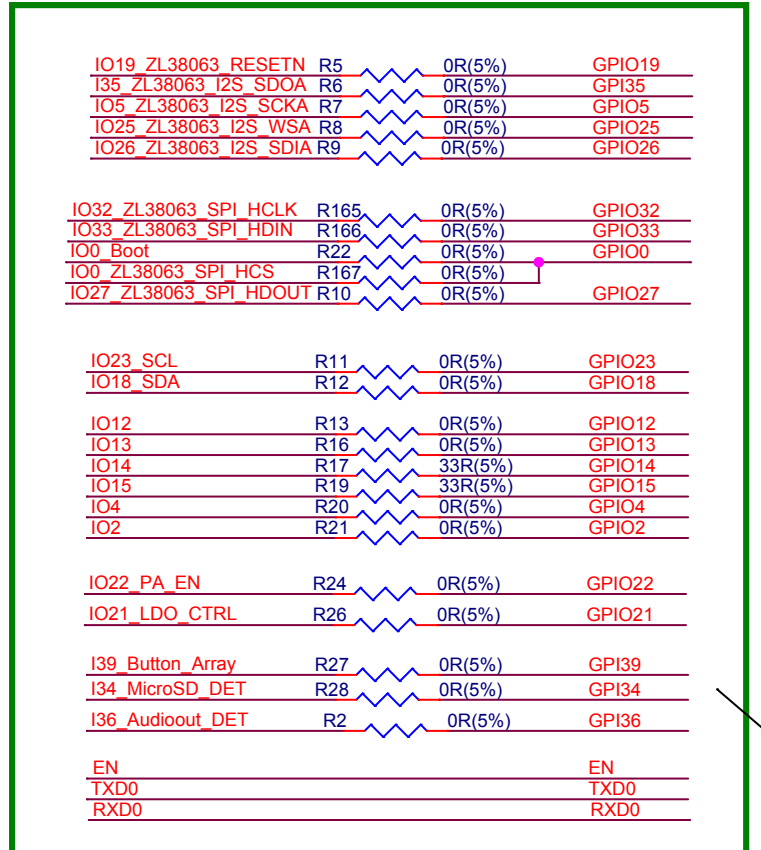 IO19_ZL38063_RESETN R5 0R(5%) GPIO19
I35_ZL38063_I2S_SDOA R6 0R(5%) GPI35
IO5_ZL38063_I2S_SCKA R7 0R(5%) GPIO5
IO25_ZL38063_I2S_WSA R8 0R(5%) GPIO25
IO26_ZL38063_I2S_SDIA R9 0R(5%) GPIO26
IO32_ZL38063_SPI_HCLK R165 0R(5%) GPIO32
IO33_ZL38063_SPI_HDIN R166 0R(5%) GPIO33
IO0_Boot R22 0R(5%) GPIO0
IO0_ZL38063_SPI_HCS R167 0R(5%)
IO27_ZL38063_SPI_HDOUT R10 0R(5%) GPIO27
IO23_SCL R11 0R(5%) GPIO23
IO18_SDA R12 0R(5%) GPIO18
IO12 R13 0R(5%) GPIO12
IO13 R16 0R(5%) GPIO13
IO14 R17 33R(5%) GPIO14
IO15 R19 33R(5%) GPIO15
IO4 R20 0R(5%) GPIO4
IO2 R21 0R(5%) GPIO2
IO22_PA_EN R24 0R(5%) GPIO22
IO21_LDO_CTRL R26 0R(5%) GPIO21
I39_Button_Array R27 0R(5%) GPI39
I34_MicroSD_DET R28 0R(5%) GPI34
I36_Audioout_DET R2 0R(5%) GPI36
EN EN
TXD0 TXD0
RXD0 RXD0